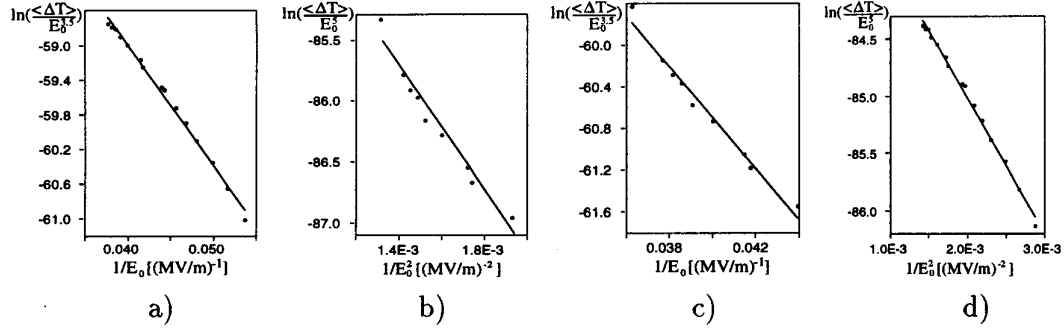 ln(<ΔT>/E₀^3.5)
-59.0
-59.4
-59.8
-60.2
-60.6
-61.0
0.040
0.050
1/E₀ [(MV/m)⁻¹]
a)
ln(<ΔT>/E₀^5)
-85.5
-86.0
-86.5
-87.0
1.4E-3
1.8E-3
1/E₀² [(MV/m)⁻²]
b)
ln(<ΔT>/E₀^3.5)
-60.0
-60.4
-60.8
-61.2
-61.6
0.038
0.042
1/E₀ [(MV/m)⁻¹]
c)
ln(<ΔT>/E₀^5)
-84.5
-85.0
-85.5
-86.0
1.0E-3
2.0E-3
3.0E-3
1/E₀² [(MV/m)⁻²]
d)